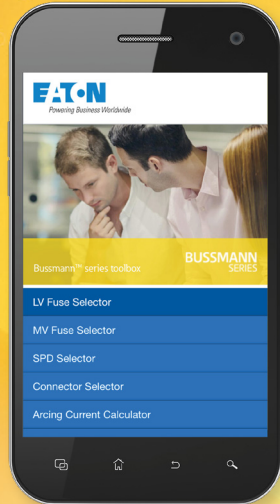 EATON
Powering Business Worldwide
Bussmann™ series toolbox
BUSSMANN
SERIES
LV Fuse Selector
MV Fuse Selector
SPD Selector
Connector Selector
Arcing Current Calculator